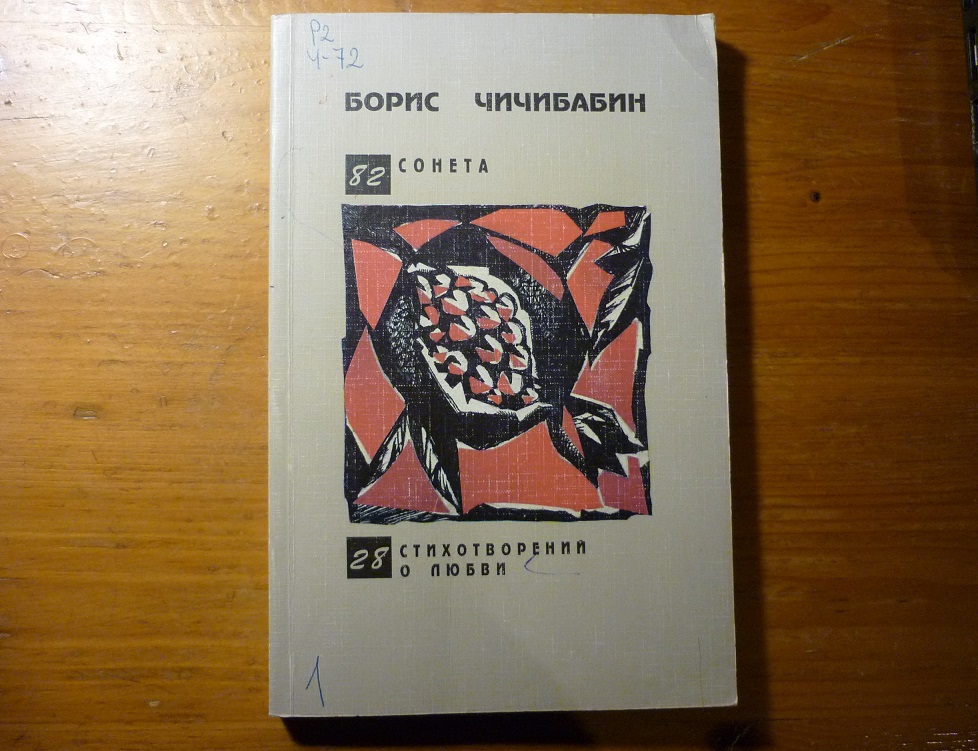 Р2
Ч-72
БОРИС ЧИЧИБАБИН
82 СОНЕТА
28 СТИХОТВОРЕНИЙ
О ЛЮБВИ
1